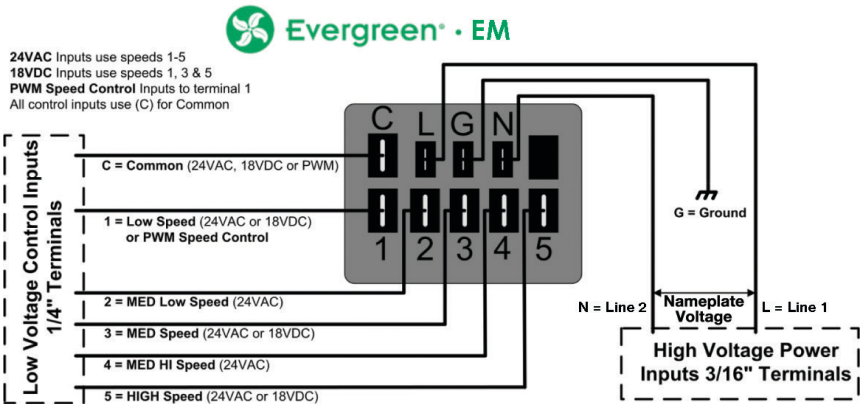 Evergreen® · EM
24VAC Inputs use speeds 1-5
18VDC Inputs use speeds 1, 3 & 5
PWM Speed Control Inputs to terminal 1
All control inputs use (C) for Common
C L G N
Low Voltage Control Inputs
1/4" Terminals
C = Common (24VAC, 18VDC or PWM)
1 = Low Speed (24VAC or 18VDC)
or PWM Speed Control
1 2 3 4 5
2 = MED Low Speed (24VAC)
3 = MED Speed (24VAC or 18VDC)
4 = MED HI Speed (24VAC)
5 = HIGH Speed (24VAC or 18VDC)
G = Ground
N = Line 2
Nameplate
Voltage
L = Line 1
High Voltage Power
Inputs 3/16" Terminals